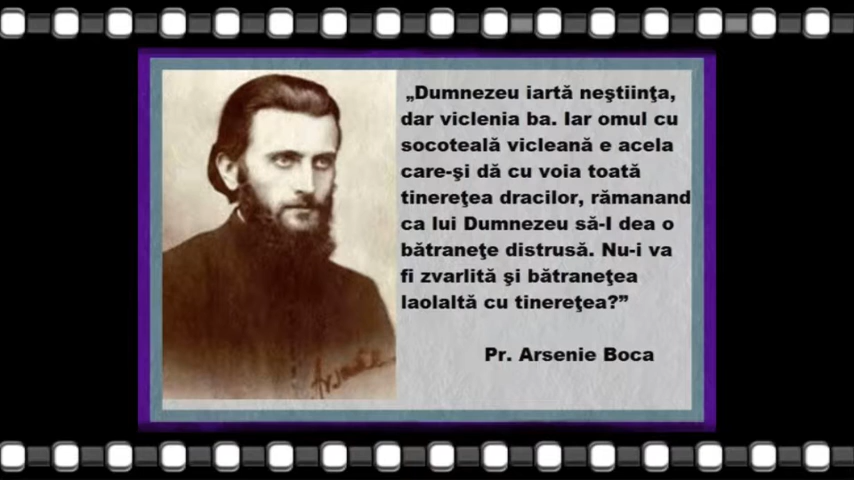 „Dumnezeu iartă neştiinţa,
dar viclenia ba. Iar omul cu
socoteală vicleană e acela
care-şi dă cu voia toată
tinereţea dracilor, rămanand
ca lui Dumnezeu să-I dea o
bătraneţe distrusă. Nu-i va
fi zvarlită şi bătraneţea
laolaltă cu tinereţea?”
Pr. Arsenie Boca
Arsenie